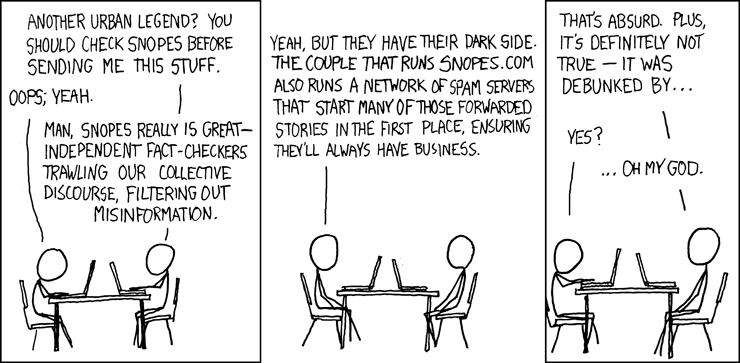 ANOTHER URBAN LEGEND? YOU
SHOULD CHECK SNOPES BEFORE
SENDING ME THIS STUFF.
OOPS; YEAH.
MAN, SNOPES REALLY IS GREAT—
INDEPENDENT FACT-CHECKERS
TRAWLING OUR COLLECTIVE
DISCOURSE, FILTERING OUT
MISINFORMATION.
YEAH, BUT THEY HAVE THEIR DARK SIDE.
THE COUPLE THAT RUNS SNOPES.COM
ALSO RUNS A NETWORK OF SPAM SERVERS
THAT START MANY OF THOSE FORWARDED
STORIES IN THE FIRST PLACE, ENSURING
THEY'LL ALWAYS HAVE BUSINESS.
THAT'S ABSURD. PLUS,
IT'S DEFINITELY NOT
TRUE — IT WAS
DEBUNKED BY...
YES?
...OH MY GOD.